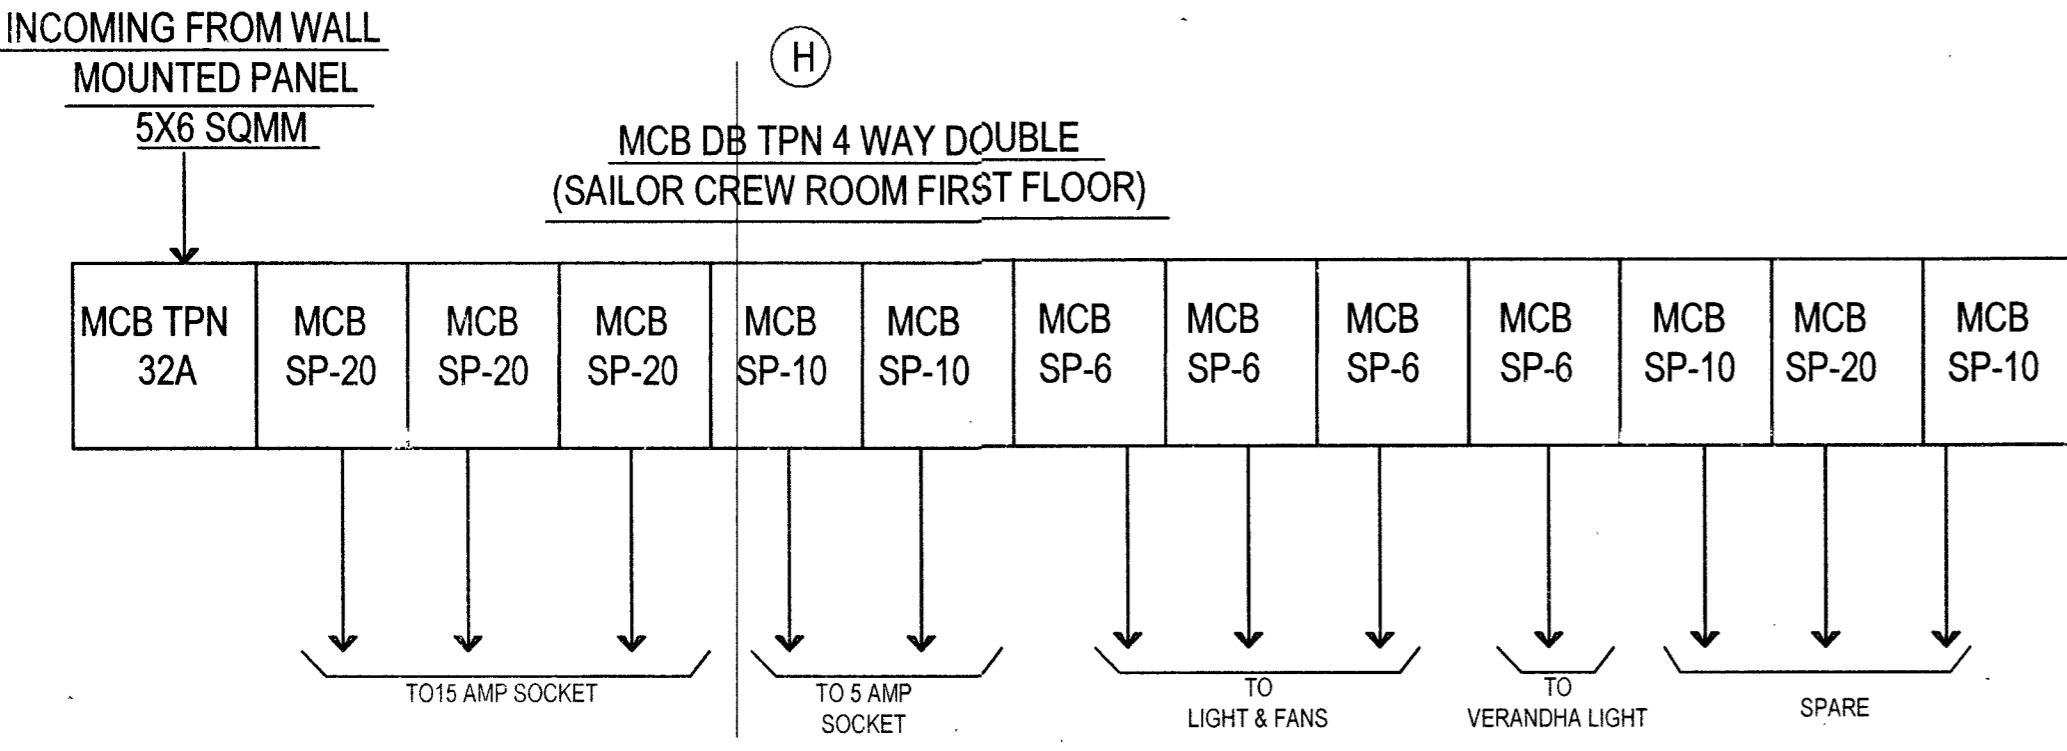 INCOMING FROM WALL
MOUNTED PANEL
5X6 SQMM
H
MCB DB TPN 4 WAY DOUBLE
(SAILOR CREW ROOM FIRST FLOOR)
MCB TPN
32A
MCB
SP-20
MCB
SP-20
MCB
SP-20
MCB
SP-10
MCB
SP-10
MCB
SP-6
MCB
SP-6
MCB
SP-6
MCB
SP-6
MCB
SP-10
MCB
SP-20
MCB
SP-10
TO15 AMP SOCKET
TO 5 AMP
SOCKET
TO
LIGHT & FANS
TO
VERANDHA LIGHT
SPARE